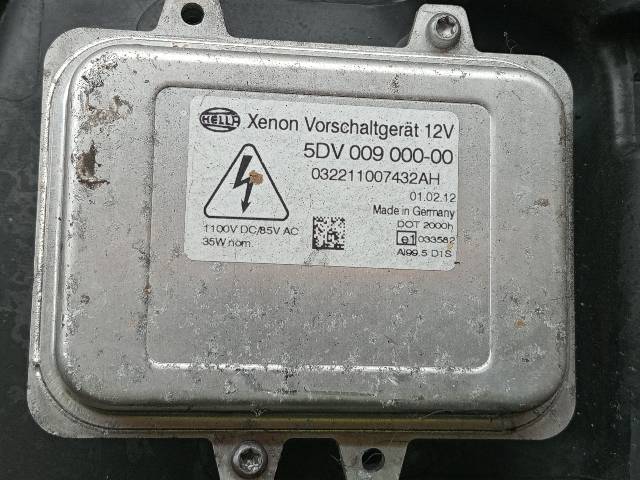 HELLA Xenon Vorschaltgerät 12V
5DV 009 000-00
032211007432AH
01.02.12
Made in Germany
1100V DC/85V AC
35W nom.
DOT 2000h
e1 033582
Al99.5 D1S